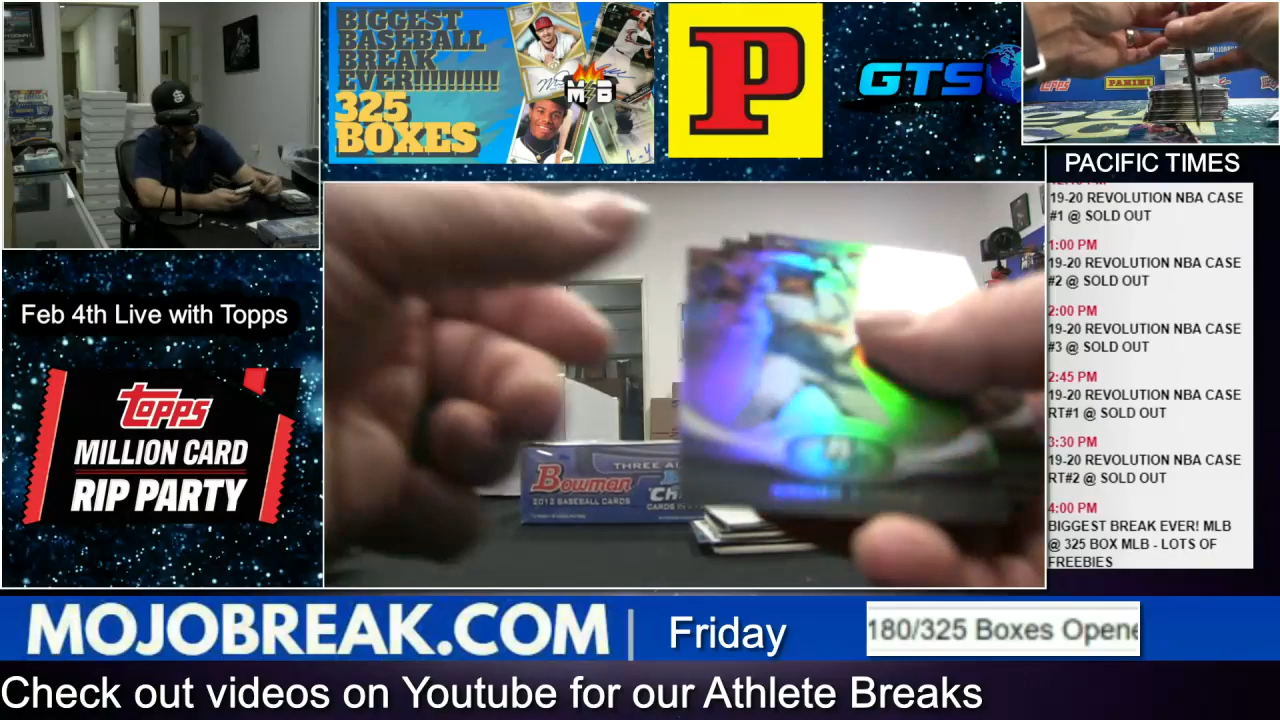 BIGGEST
BASEBALL
BREAK
EVER!!!!!!!!!!!
325
BOXES
M B
P
GTS
topps
PANINI
PACIFIC TIMES
19-20 REVOLUTION NBA CASE
#1 @ SOLD OUT
1:00 PM
19-20 REVOLUTION NBA CASE
#2 @ SOLD OUT
2:00 PM
19-20 REVOLUTION NBA CASE
#3 @ SOLD OUT
2:45 PM
19-20 REVOLUTION NBA CASE
RT#1 @ SOLD OUT
3:30 PM
19-20 REVOLUTION NBA CASE
RT#2 @ SOLD OUT
4:00 PM
BIGGEST BREAK EVER! MLB
@ 325 BOX MLB - LOTS OF
FREEBIES
Feb 4th Live with Topps
topps
MILLION CARD
RIP PARTY
THREE
Bowman
2012 BASEBALL CARDS
MOJOBREAK.COM
Friday
180/325 Boxes Opene
Check out videos on Youtube for our Athlete Breaks